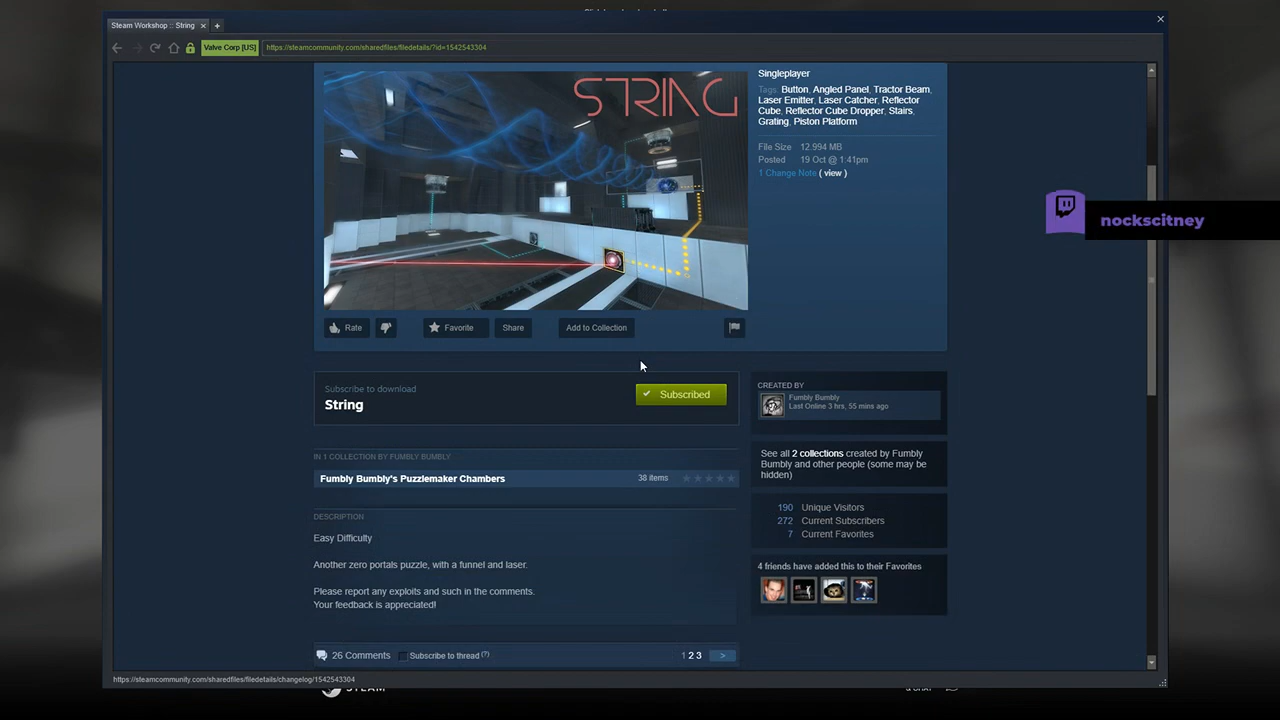 Steam Workshop :: String
Valve Corp [US]
https://steamcommunity.com/sharedfiles/filedetails/?id=1542543304
STRING
Singleplayer
Tags: Button, Angled Panel, Tractor Beam,
Laser Emitter, Laser Catcher, Reflector
Cube, Reflector Cube Dropper, Stairs,
Grating, Piston Platform
File Size 12.994 MB
Posted 19 Oct @ 1:41pm
1 Change Note ( view )
nockscitney
Rate
Favorite
Share
Add to Collection
Subscribe to download
String
Subscribed
CREATED BY
Fumbly Bumbly
Last Online 3 hrs, 55 mins ago
IN 1 COLLECTION BY FUMBLY BUMBLY
Fumbly Bumbly's Puzzlemaker Chambers
38 items
See all 2 collections created by Fumbly
Bumbly and other people (some may be
hidden)
DESCRIPTION
Easy Difficulty
Another zero portals puzzle, with a funnel and laser.
Please report any exploits and such in the comments.
Your feedback is appreciated!
190 Unique Visitors
272 Current Subscribers
7 Current Favorites
4 friends have added this to their Favorites
26 Comments
Subscribe to thread (?)
1 2 3 >
https://steamcommunity.com/sharedfiles/filedetails/changelog/1542543304
STEAM
& CHAT